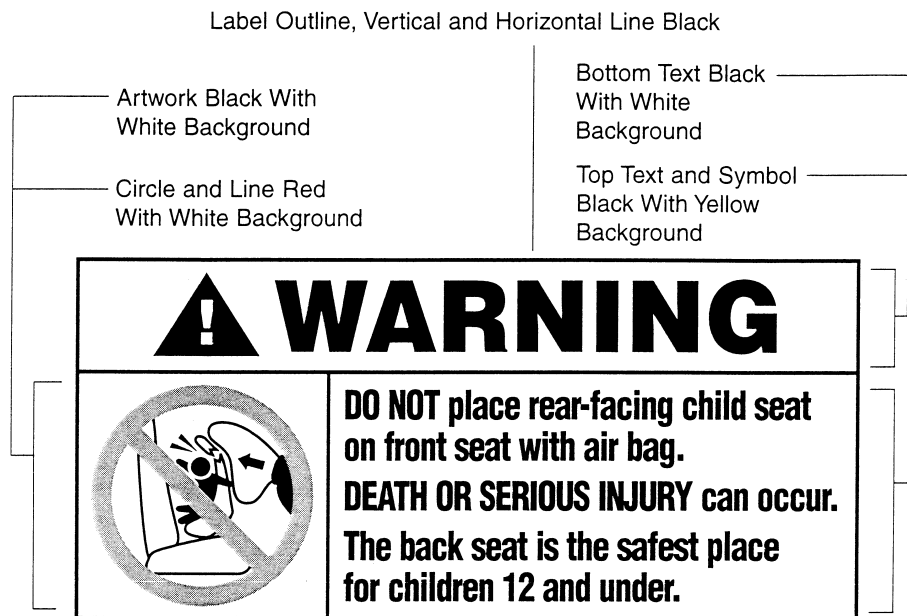 Label Outline, Vertical and Horizontal Line Black
Artwork Black With
White Background
Circle and Line Red
With White Background
Bottom Text Black
With White
Background
Top Text and Symbol
Black With Yellow
Background
! WARNING
DO NOT place rear-facing child seat
on front seat with air bag.
DEATH OR SERIOUS INJURY can occur.
The back seat is the safest place
for children 12 and under.